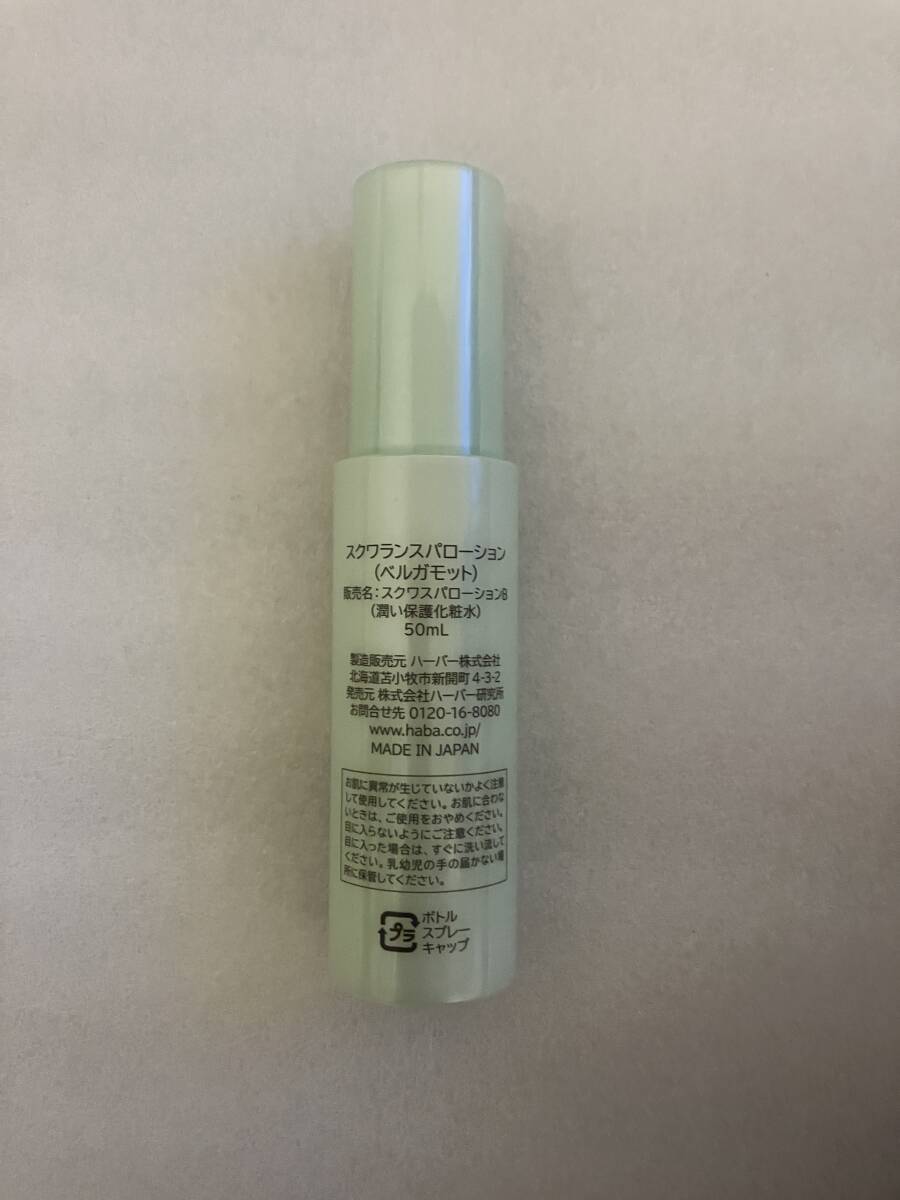 スクワランスパローション
(ベルガモット)
販売名：スクワスパローションB
(潤い保護化粧水)
50mL
製造販売元 ハーバー株式会社
北海道苫小牧市新開町4-3-2
発売元 株式会社ハーバー研究所
お問合せ先 0120-16-8080
www.haba.co.jp/
MADE IN JAPAN
お肌に異常が生じていないかよく注意
して使用してください。お肌に合わな
いときは、ご使用をおやめください。
目に入らないようにご注意ください。
目に入った場合は、すぐに洗い流して
ください。乳幼児の手の届かない場
所に保管してください。
プラ
ボトル
スプレー
キャップ